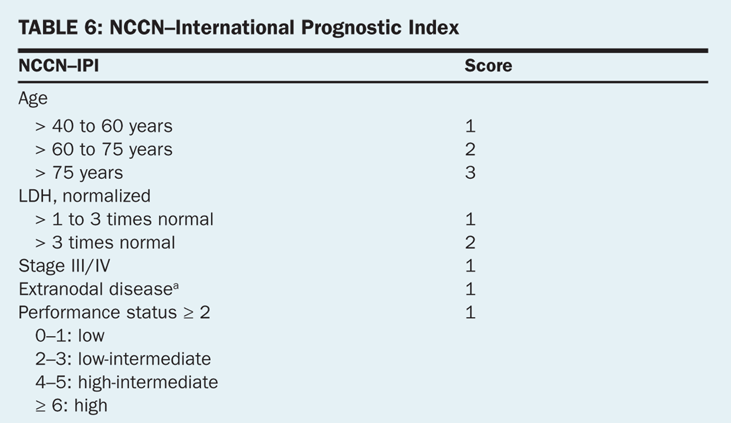 TABLE 6: NCCN–International Prognostic Index
NCCN–IPI Score
Age
> 40 to 60 years 1
> 60 to 75 years 2
> 75 years 3
LDH, normalized
> 1 to 3 times normal 1
> 3 times normal 2
Stage III/IV 1
Extranodal diseaseᵃ 1
Performance status ≥ 2 1
0–1: low
2–3: low-intermediate
4–5: high-intermediate
≥ 6: high